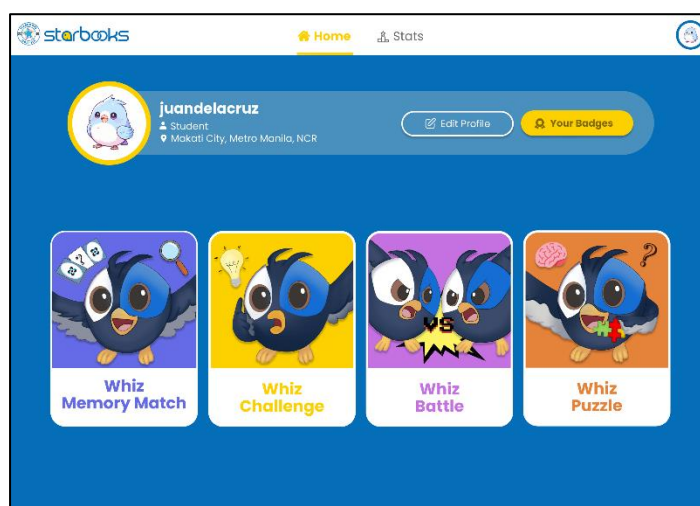 starbooks
Home
Stats
juandelacruz
Student
Makati City, Metro Manila, NCR
Edit Profile
Your Badges
?
?
VS
Whiz
Memory Match
Whiz
Challenge
Whiz
Battle
Whiz
Puzzle